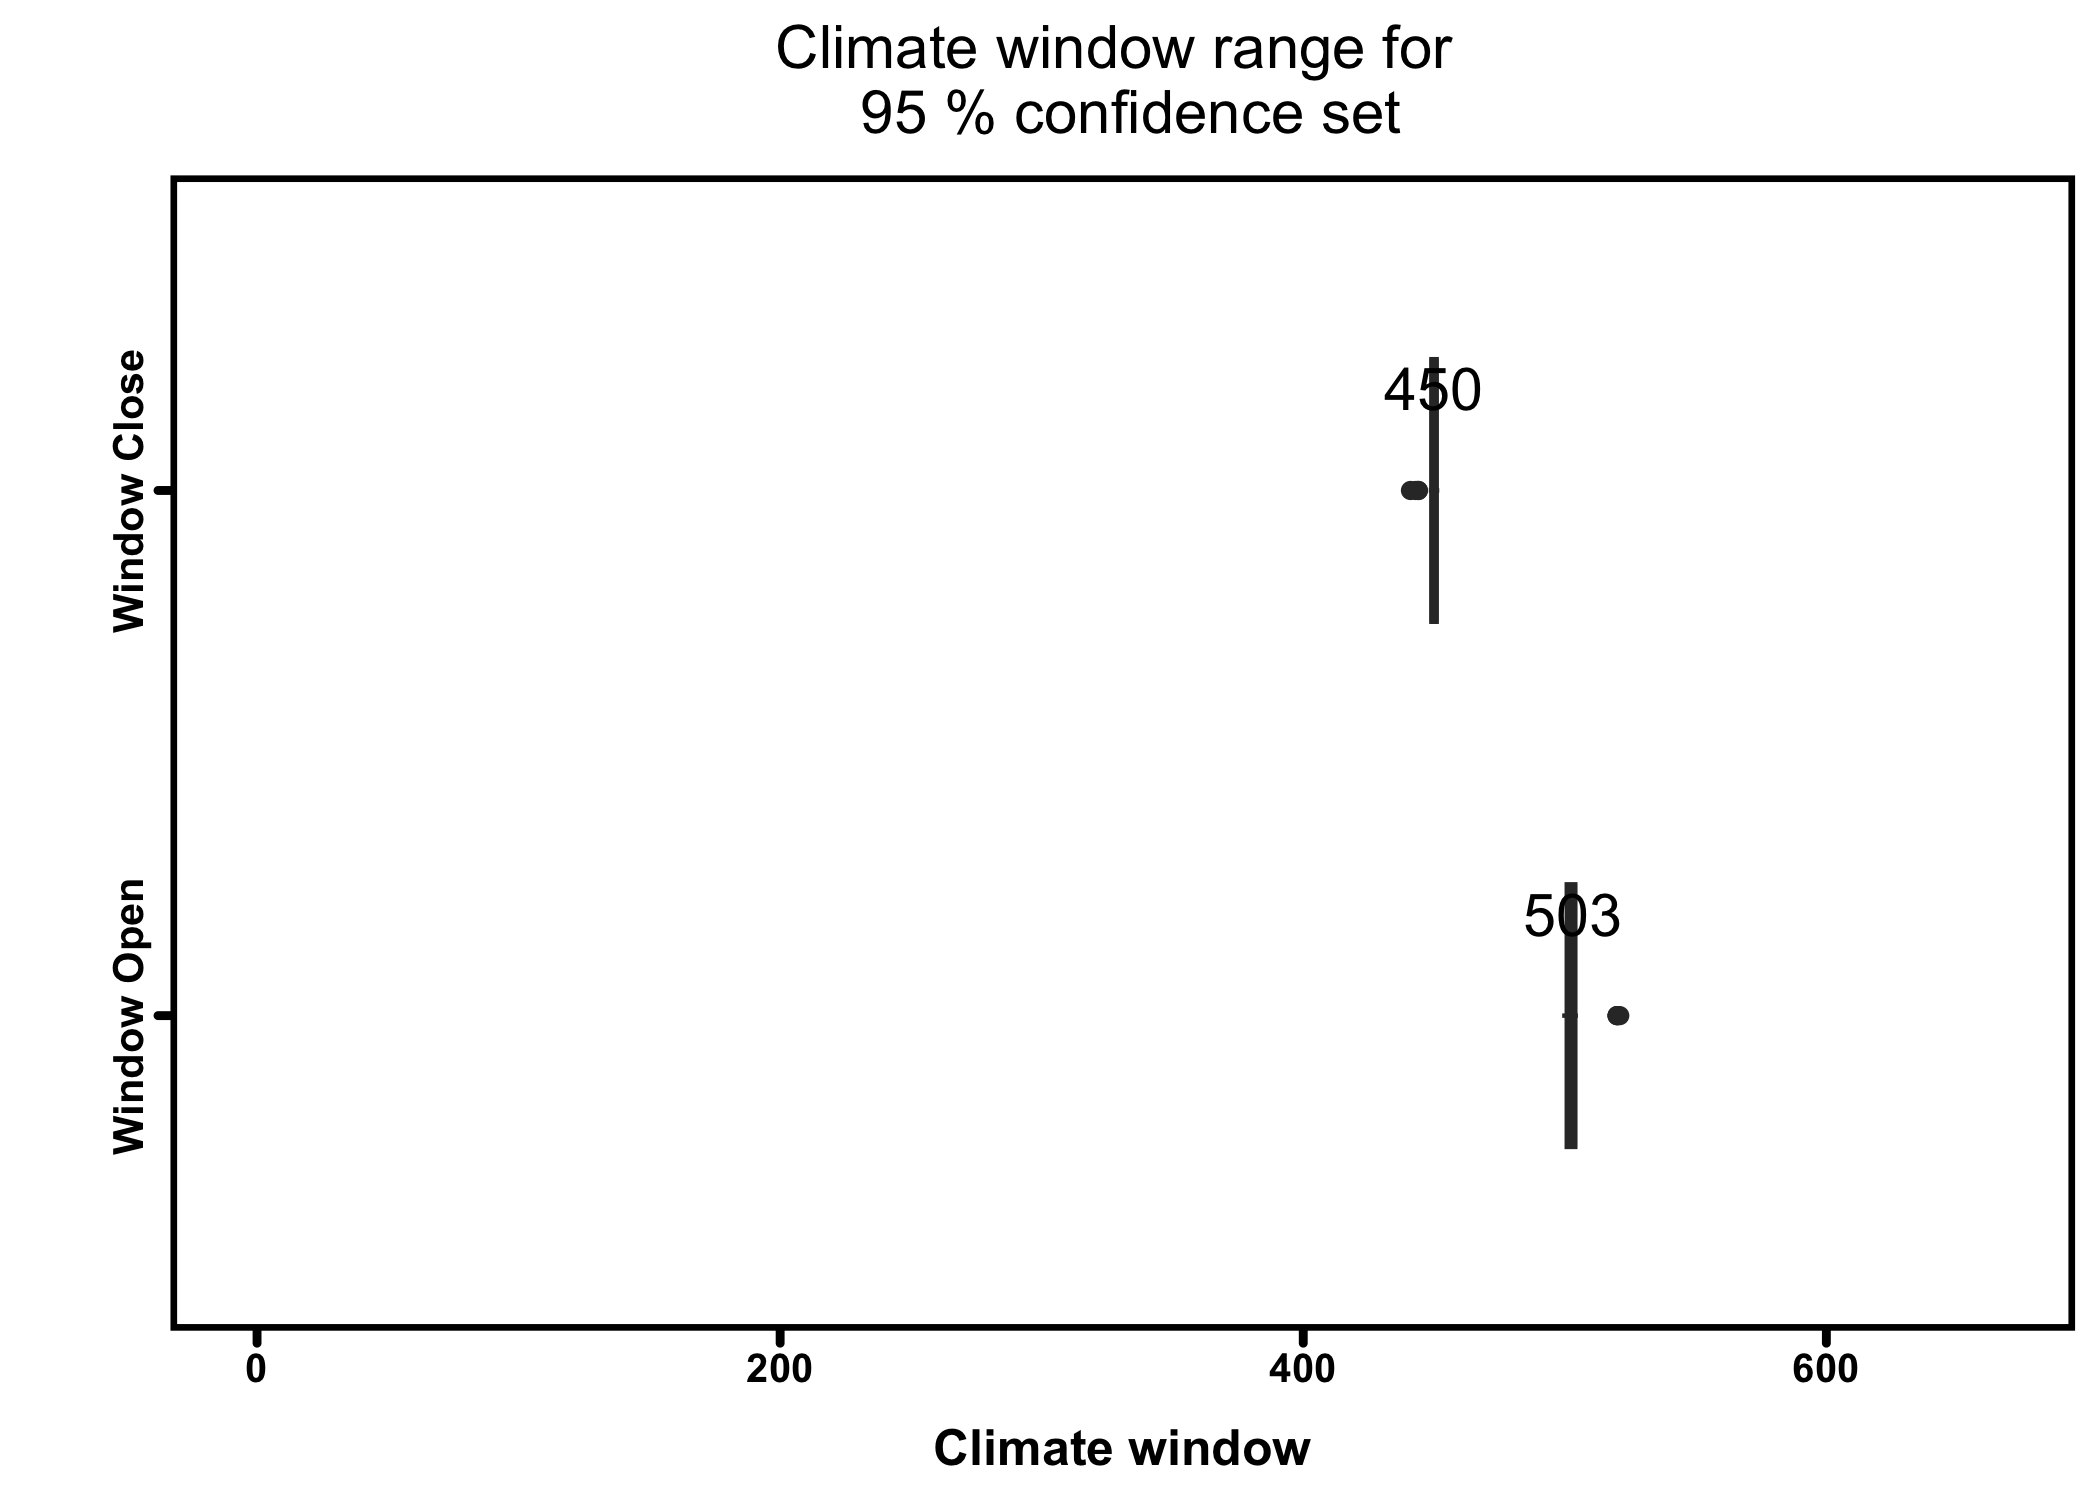 Climate window range for
95 % confidence set
Window Close
450
Window Open
503
0 200 400 600
Climate window